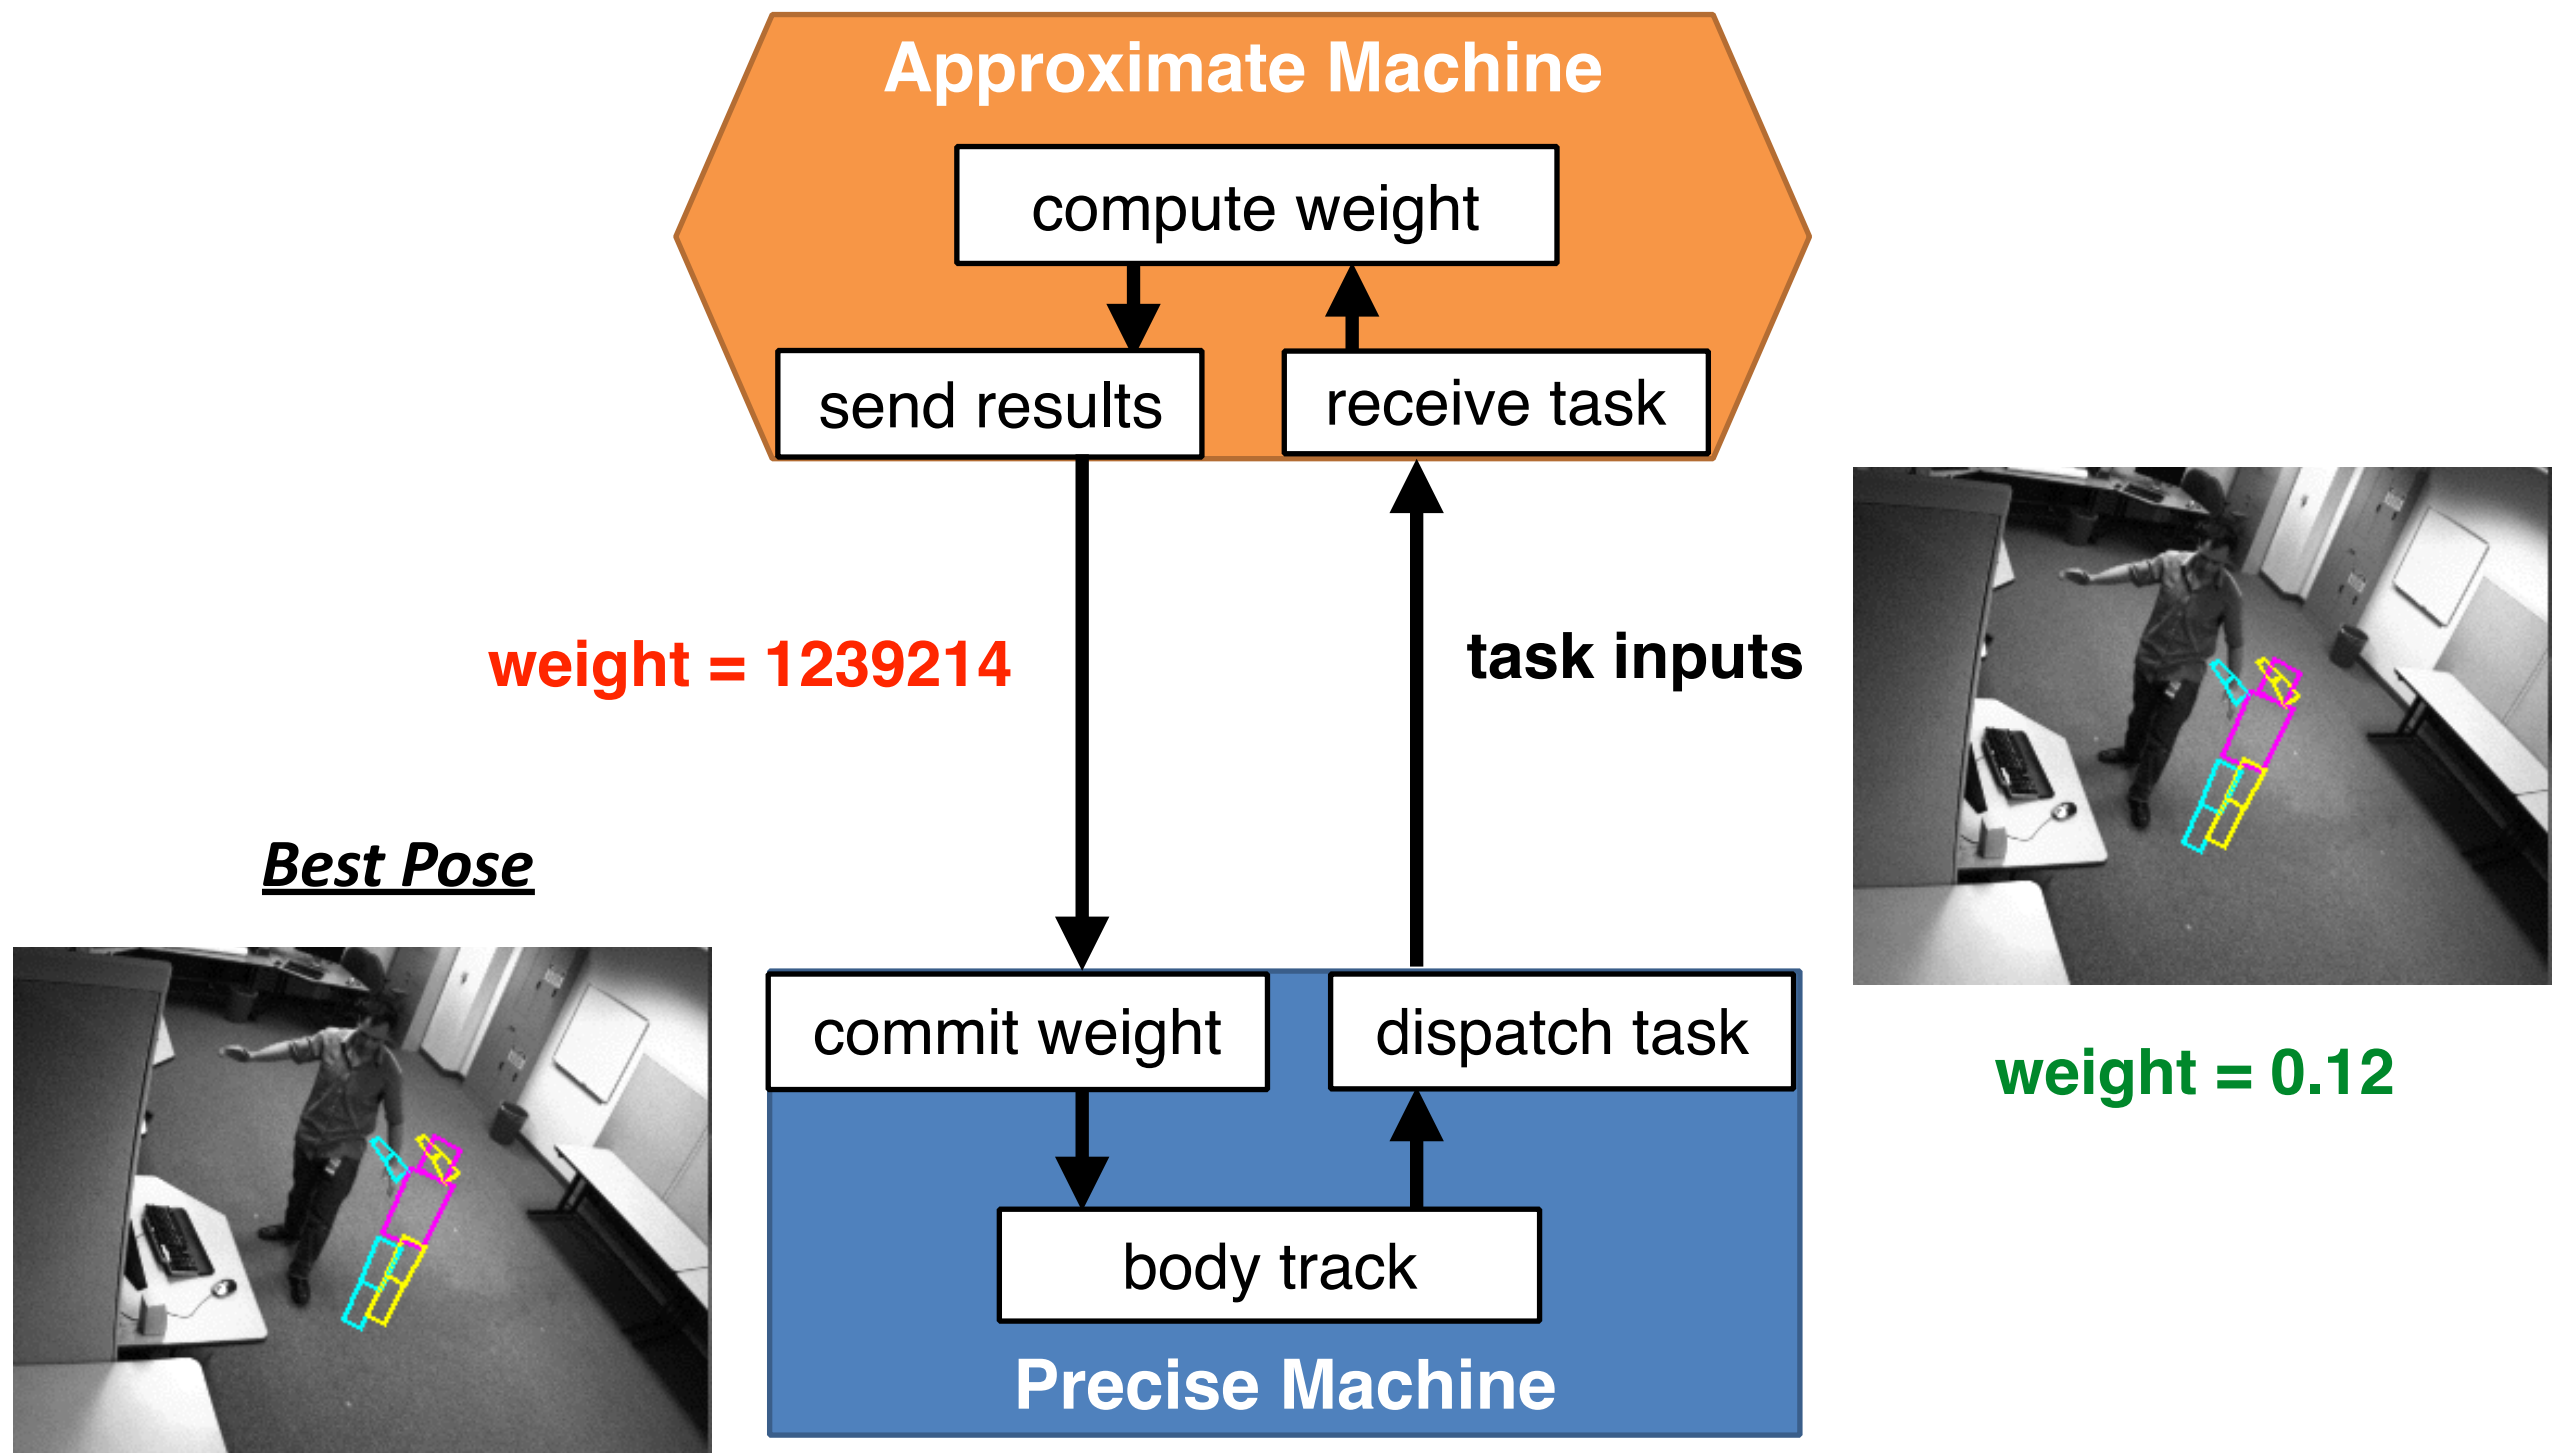 Approximate Machine
compute weight
send results
receive task
weight = 1239214
task inputs
Best Pose
commit weight
dispatch task
weight = 0.12
body track
Precise Machine